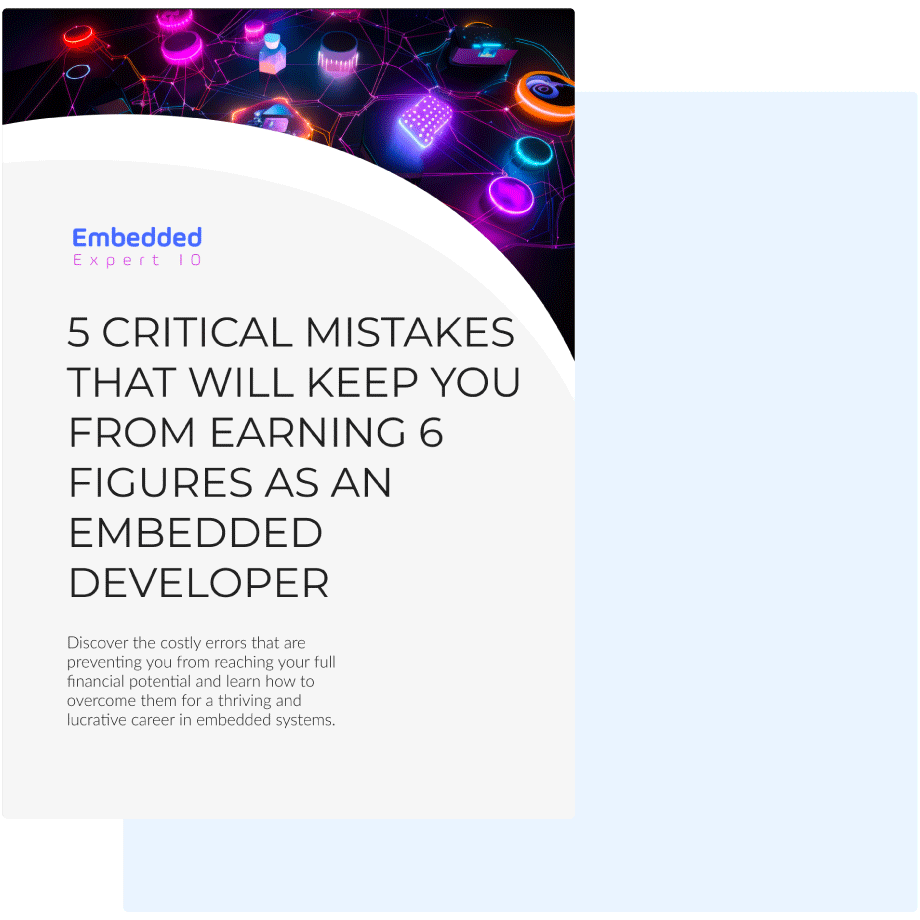 Embedded
Expert IO
5 CRITICAL MISTAKES
THAT WILL KEEP YOU
FROM EARNING 6
FIGURES AS AN
EMBEDDED
DEVELOPER
Discover the costly errors that are
preventing you from reaching your full
financial potential and learn how to
overcome them for a thriving and
lucrative career in embedded systems.